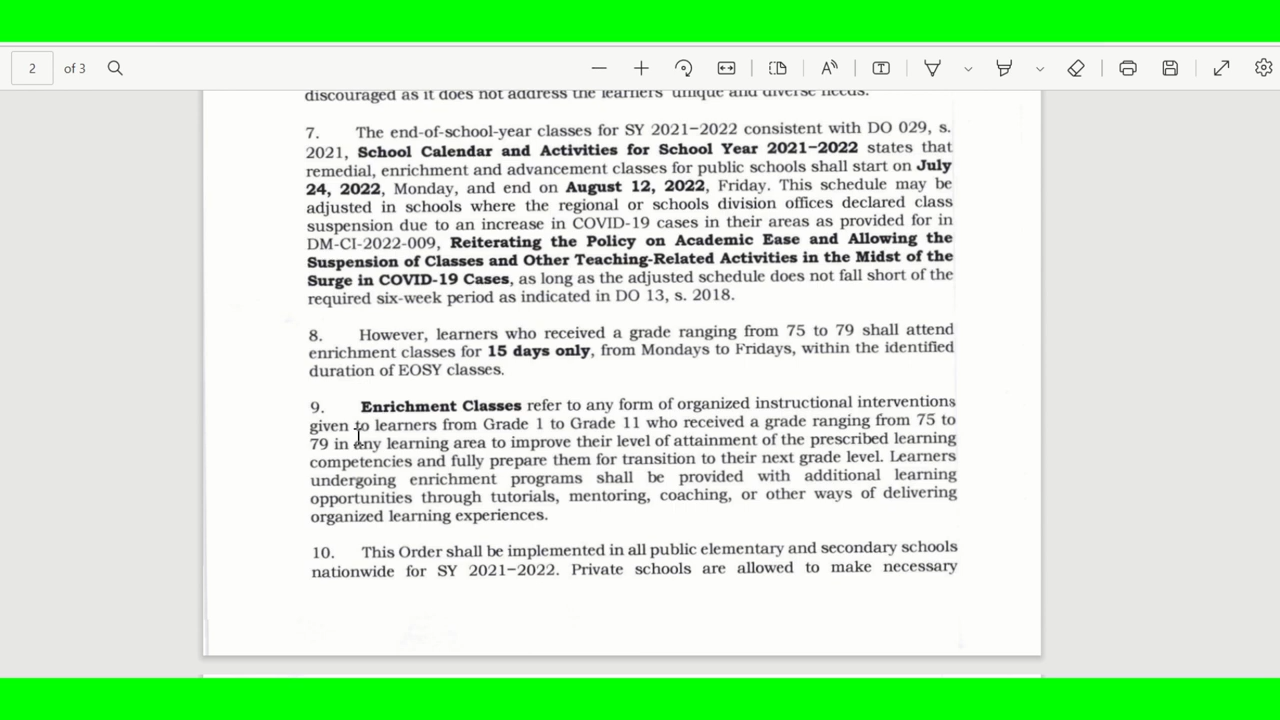 2 of 3
discouraged as it does not address the learners' unique and diverse needs.
7. The end-of-school-year classes for SY 2021–2022 consistent with DO 029, s.
2021, School Calendar and Activities for School Year 2021–2022 states that
remedial, enrichment and advancement classes for public schools shall start on July
24, 2022, Monday, and end on August 12, 2022, Friday. This schedule may be
adjusted in schools where the regional or schools division offices declared class
suspension due to an increase in COVID-19 cases in their areas as provided for in
DM-CI-2022-009, Reiterating the Policy on Academic Ease and Allowing the
Suspension of Classes and Other Teaching-Related Activities in the Midst of the
Surge in COVID-19 Cases, as long as the adjusted schedule does not fall short of the
required six-week period as indicated in DO 13, s. 2018.
8. However, learners who received a grade ranging from 75 to 79 shall attend
enrichment classes for 15 days only, from Mondays to Fridays, within the identified
duration of EOSY classes.
9. Enrichment Classes refer to any form of organized instructional interventions
given to learners from Grade 1 to Grade 11 who received a grade ranging from 75 to
79 in any learning area to improve their level of attainment of the prescribed learning
competencies and fully prepare them for transition to their next grade level. Learners
undergoing enrichment programs shall be provided with additional learning
opportunities through tutorials, mentoring, coaching, or other ways of delivering
organized learning experiences.
10. This Order shall be implemented in all public elementary and secondary schools
nationwide for SY 2021–2022. Private schools are allowed to make necessary